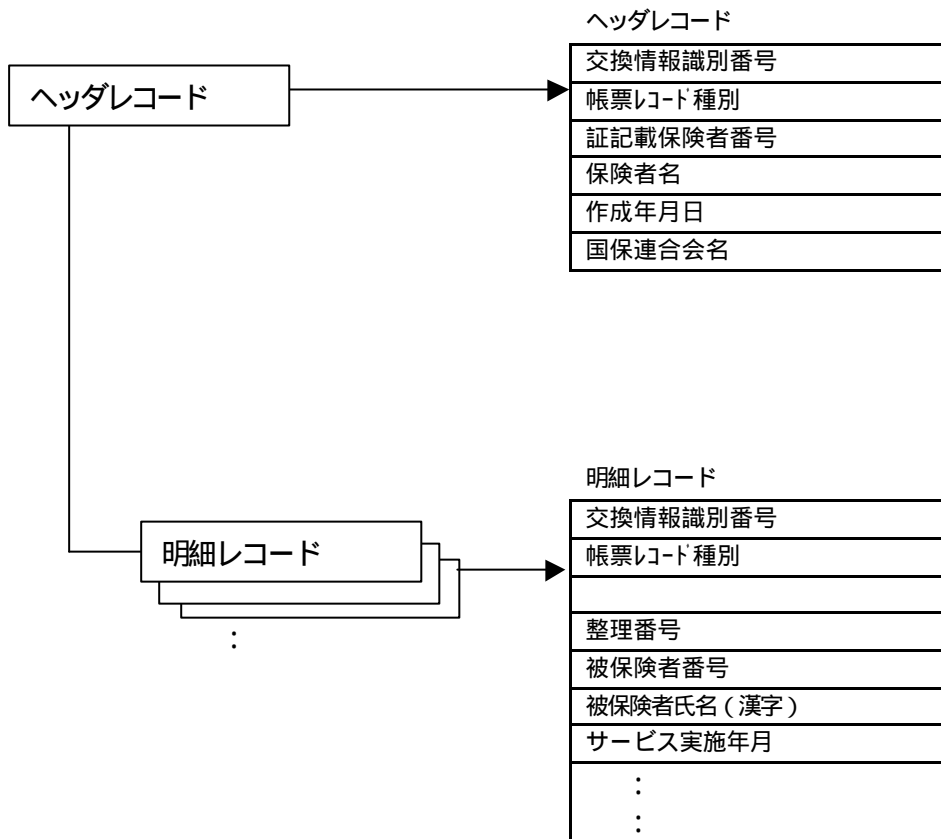 ヘッダレコード
ヘッダレコード
交換情報識別番号
帳票ﾚｺｰﾄﾞ種別
証記載保険者番号
保険者名
作成年月日
国保連合会名
明細レコード
明細レコード
：
交換情報識別番号
帳票ﾚｺｰﾄﾞ種別
整理番号
被保険者番号
被保険者氏名(漢字)
サービス実施年月
：
：